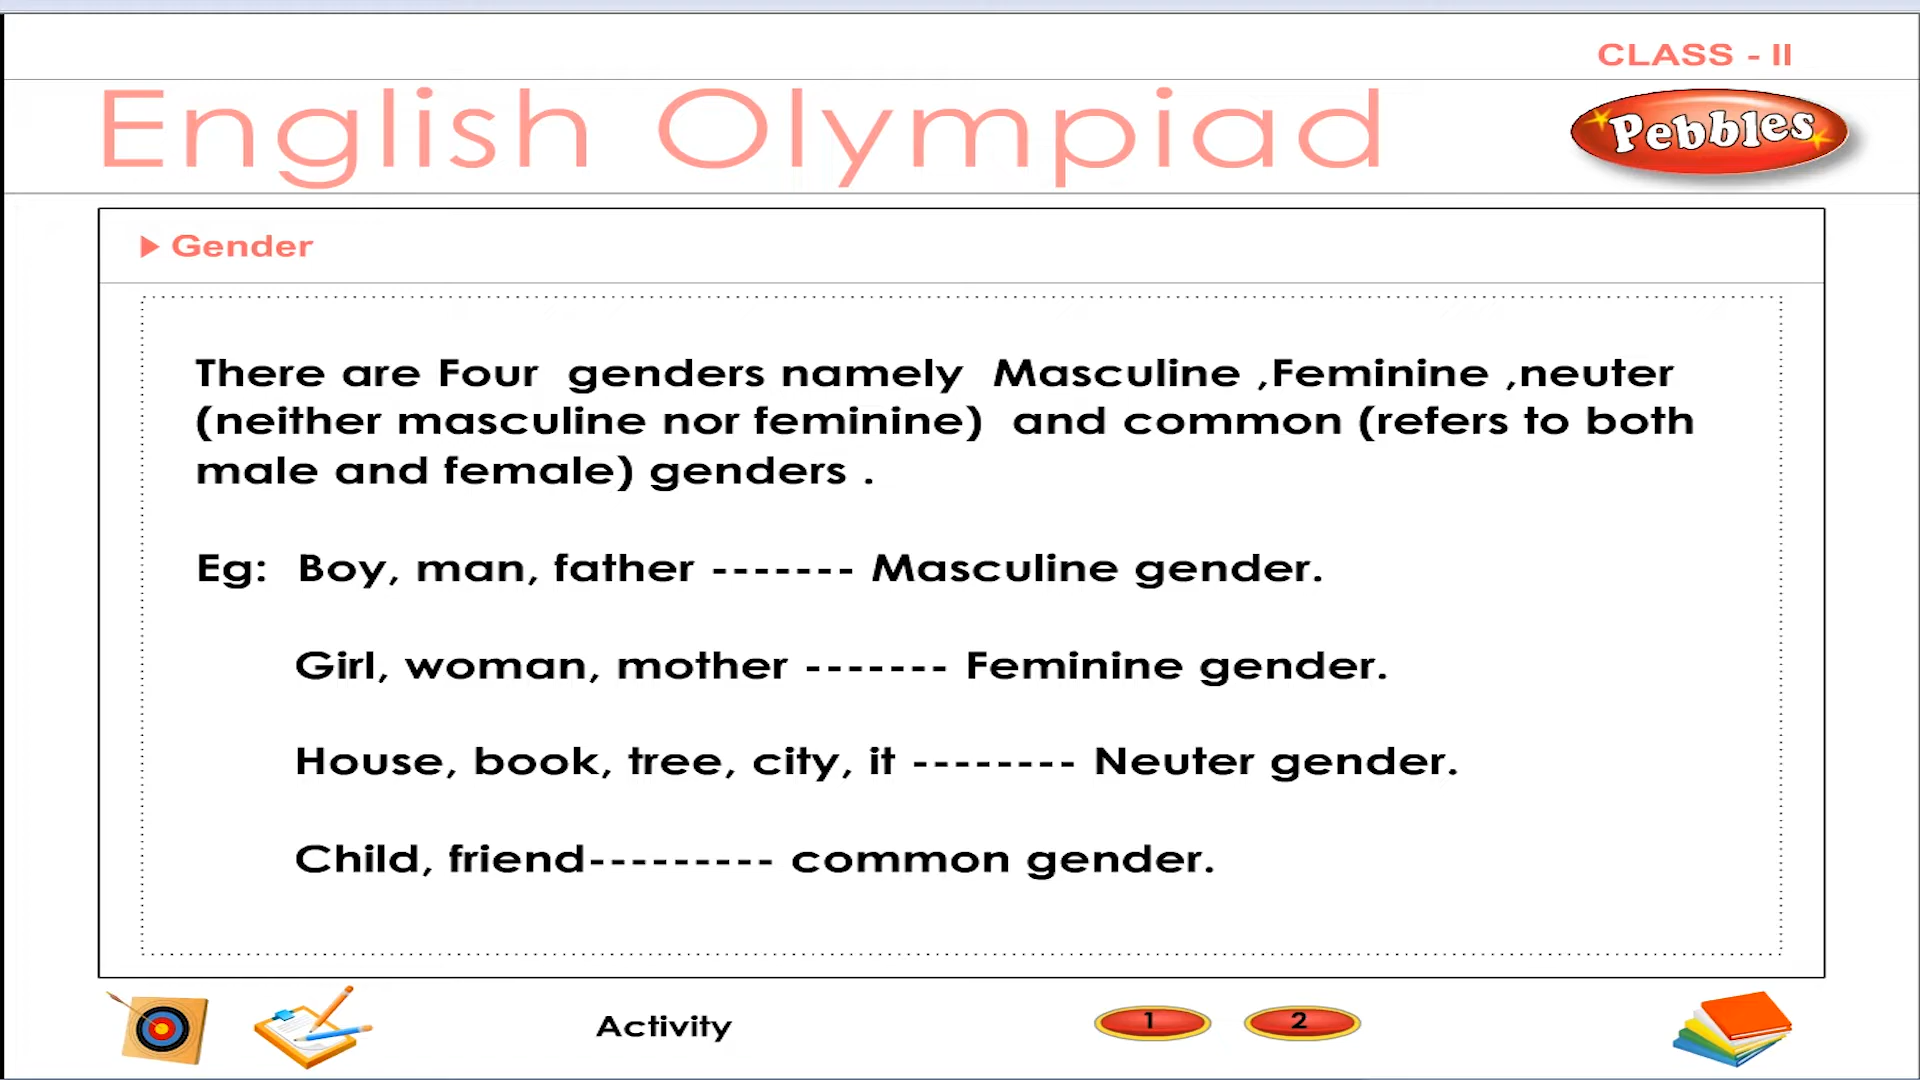 CLASS - II
English Olympiad
Pebbles
Gender
There are Four  genders namely  Masculine ,Feminine ,neuter
(neither masculine nor feminine)  and common (refers to both
male and female) genders .
Eg:  Boy, man, father ------- Masculine gender.
Girl, woman, mother ------- Feminine gender.
House, book, tree, city, it -------- Neuter gender.
Child, friend--------- common gender.
Activity 1 2